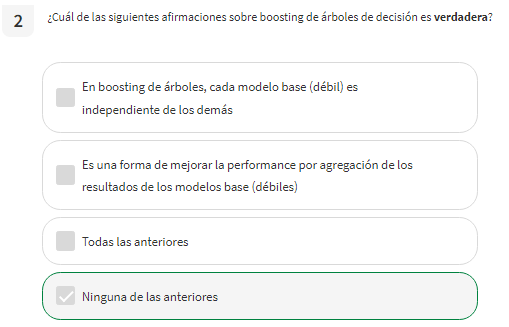 2
¿Cuál de las siguientes afirmaciones sobre boosting de árboles de decisión es verdadera?
En boosting de árboles, cada modelo base (débil) es
independiente de los demás
Es una forma de mejorar la performance por agregación de los
resultados de los modelos base (débiles)
Todas las anteriores
Ninguna de las anteriores